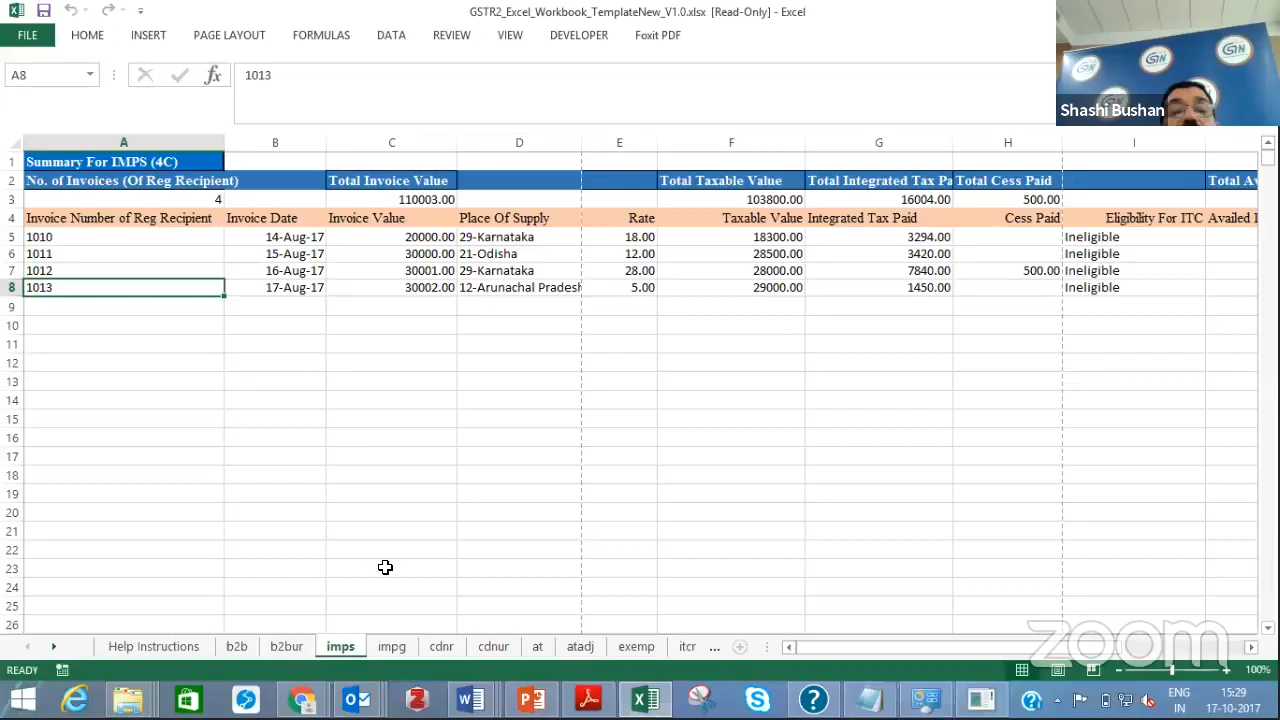 GSTR2_Excel_Workbook_TemplateNew_V1.0.xlsx [Read-Only] - Excel
FILE HOME INSERT PAGE LAYOUT FORMULAS DATA REVIEW VIEW DEVELOPER Foxit PDF
A8 fx 1013
Shashi Bushan
A B C D E F G H I
1 Summary For IMPS (4C)
2 No. of Invoices (Of Reg Recipient) Total Invoice Value Total Taxable Value Total Integrated Tax Pa Total Cess Paid Total Av
3 4 110003.00 103800.00 16004.00 500.00
4 Invoice Number of Reg Recipient Invoice Date Invoice Value Place Of Supply Rate Taxable Value Integrated Tax Paid Cess Paid Eligibility For ITC Availed I
5 1010 14-Aug-17 20000.00 29-Karnataka 18.00 18300.00 3294.00 Ineligible
6 1011 15-Aug-17 30000.00 21-Odisha 12.00 28500.00 3420.00 Ineligible
7 1012 16-Aug-17 30001.00 29-Karnataka 28.00 28000.00 7840.00 500.00 Ineligible
8 1013 17-Aug-17 30002.00 12-Arunachal Pradesh 5.00 29000.00 1450.00 Ineligible
9
10
11
12
13
14
15
16
17
18
19
20
21
22
23
24
25
26
Help Instructions b2b b2bur imps impg cdnr cdnur at atadj exemp itcr ...
zoom
READY 100%
ENG 15:29
IN 17-10-2017